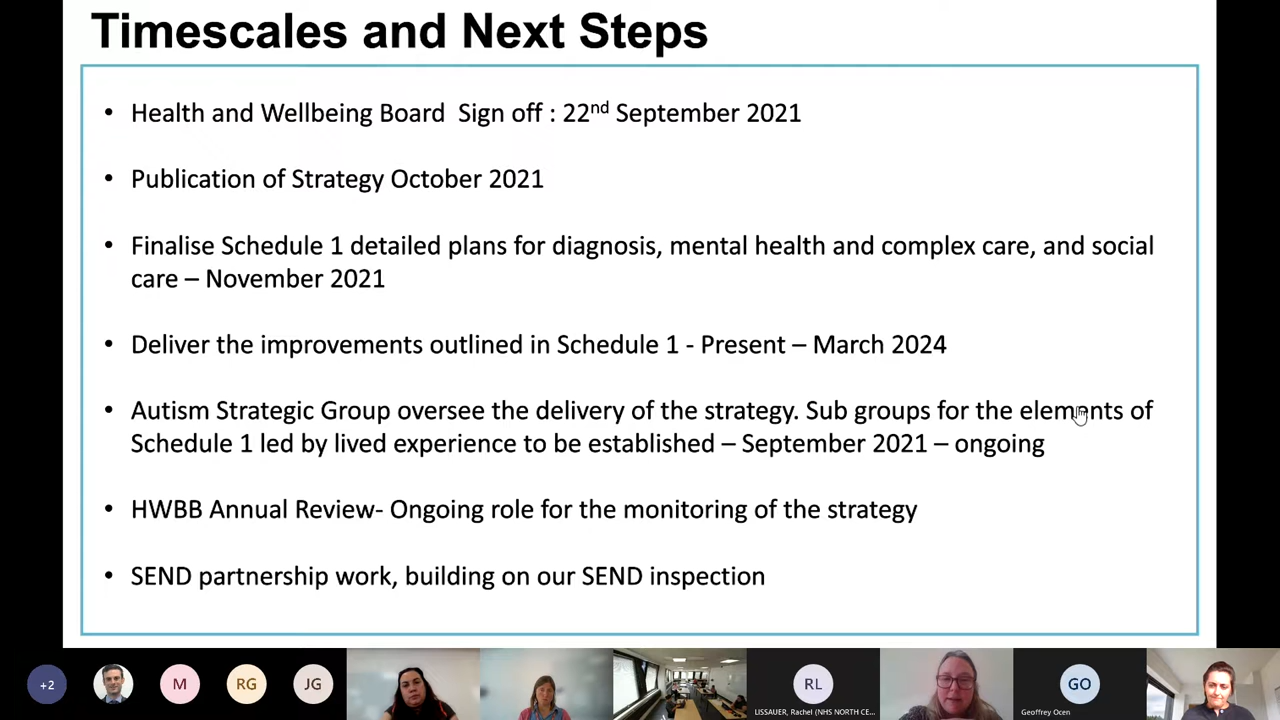 Timescales and Next Steps
• Health and Wellbeing Board  Sign off : 22nd September 2021
• Publication of Strategy October 2021
• Finalise Schedule 1 detailed plans for diagnosis, mental health and complex care, and social
care – November 2021
• Deliver the improvements outlined in Schedule 1 - Present – March 2024
• Autism Strategic Group oversee the delivery of the strategy. Sub groups for the elements of
Schedule 1 led by lived experience to be established – September 2021 – ongoing
• HWBB Annual Review- Ongoing role for the monitoring of the strategy
• SEND partnership work, building on our SEND inspection
+2
M
RG
JG
RL
GO
LISSAUER, Rachel (NHS NORTH CE...
Geoffrey Ocen